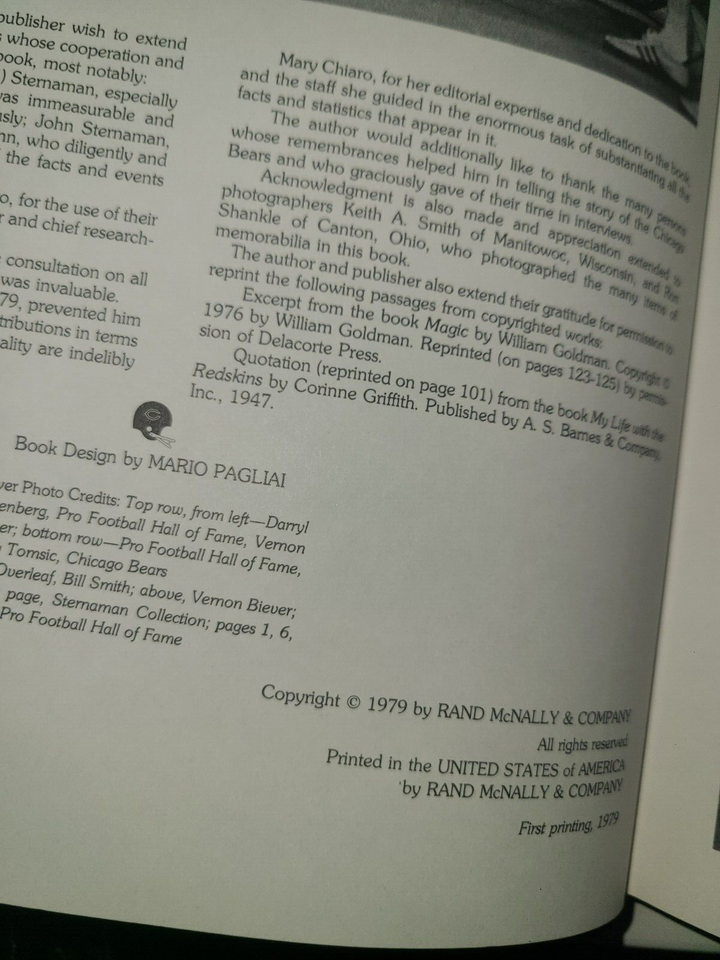 publisher wish to extend
whose cooperation and
book, most notably:
) Sternaman, especially
was immeasurable and
sly; John Sternaman,
nn, who diligently and
the facts and events
o, for the use of their
r and chief research-
consultation on all
was invaluable.
79, prevented him
tributions in terms
ality are indelibly
Mary Chiaro, for her editorial expertise and dedication to the book,
and the staff she guided in the enormous task of substantiating all the
facts and statistics that appear in it.
The author would additionally like to thank the many persons
whose remembrances helped him in telling the story of the Chicago
Bears and who graciously gave of their time in interviews.
Acknowledgment is also made and appreciation extended to
photographers Keith A. Smith of Manitowoc, Wisconsin, and Ron
Shankle of Canton, Ohio, who photographed the many items of
memorabilia in this book.
The author and publisher also extend their gratitude for permission to
reprint the following passages from copyrighted works:
Excerpt from the book Magic by William Goldman. Copyright ©
1976 by William Goldman. Reprinted (on pages 123-125) by permis-
sion of Delacorte Press.
Quotation (reprinted on page 101) from the book My Life with the
Redskins by Corinne Griffith. Published by A. S. Barnes & Company,
Inc., 1947.
C
Book Design by MARIO PAGLIAI
ver Photo Credits: Top row, from left—Darryl
enberg, Pro Football Hall of Fame, Vernon
er; bottom row—Pro Football Hall of Fame,
Tomsic, Chicago Bears
Overleaf, Bill Smith; above, Vernon Biever;
page, Sternaman Collection; pages 1, 6,
Pro Football Hall of Fame
Copyright © 1979 by RAND McNALLY & COMPANY
All rights reserved
Printed in the UNITED STATES of AMERICA
by RAND McNALLY & COMPANY
First printing, 1979